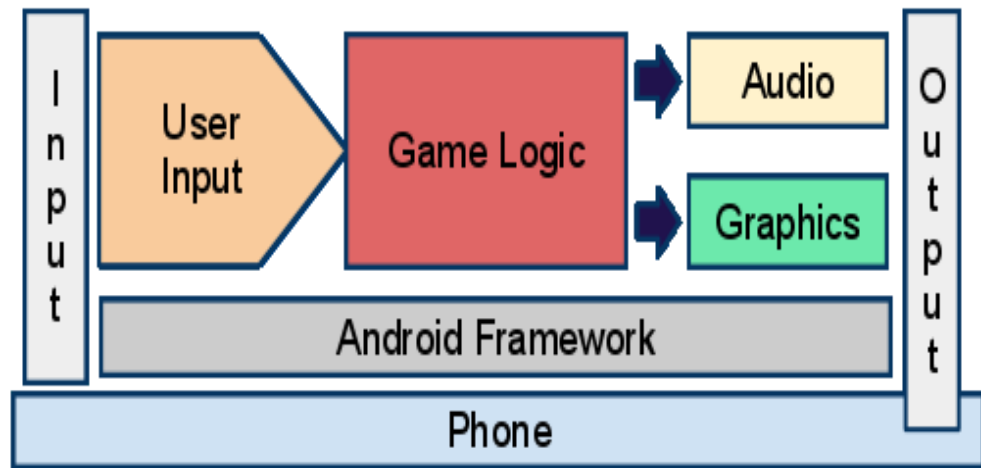 Input
User
Input
Game Logic
Audio
Graphics
Output
Android Framework
Phone